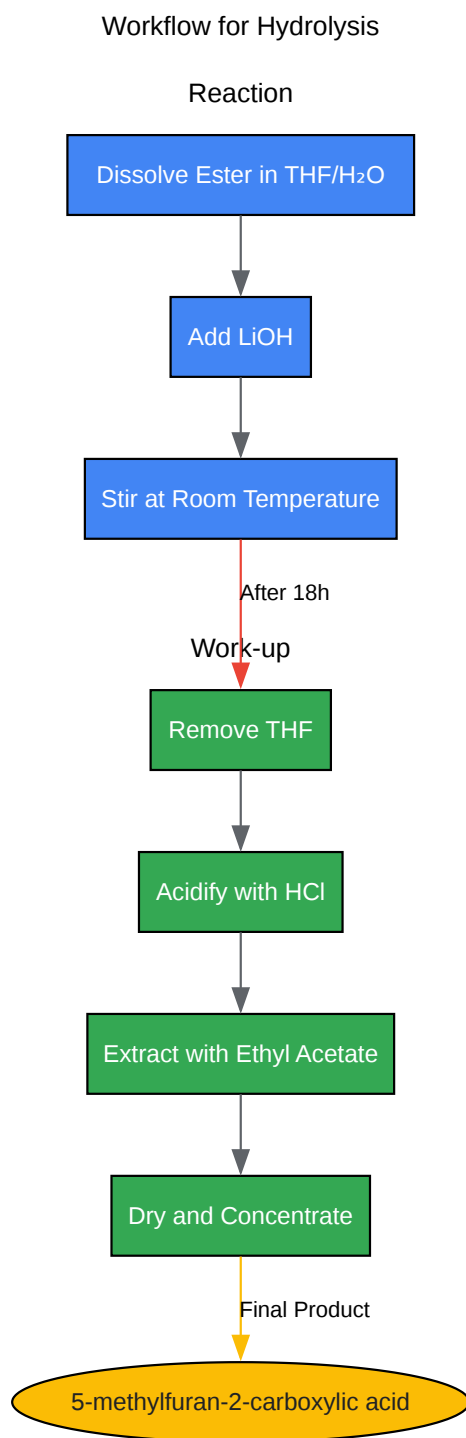 Workflow for Hydrolysis
Reaction
Dissolve Ester in THF/H₂O
Add LiOH
Stir at Room Temperature
After 18h
Work-up
Remove THF
Acidify with HCl
Extract with Ethyl Acetate
Dry and Concentrate
Final Product
5-methylfuran-2-carboxylic acid